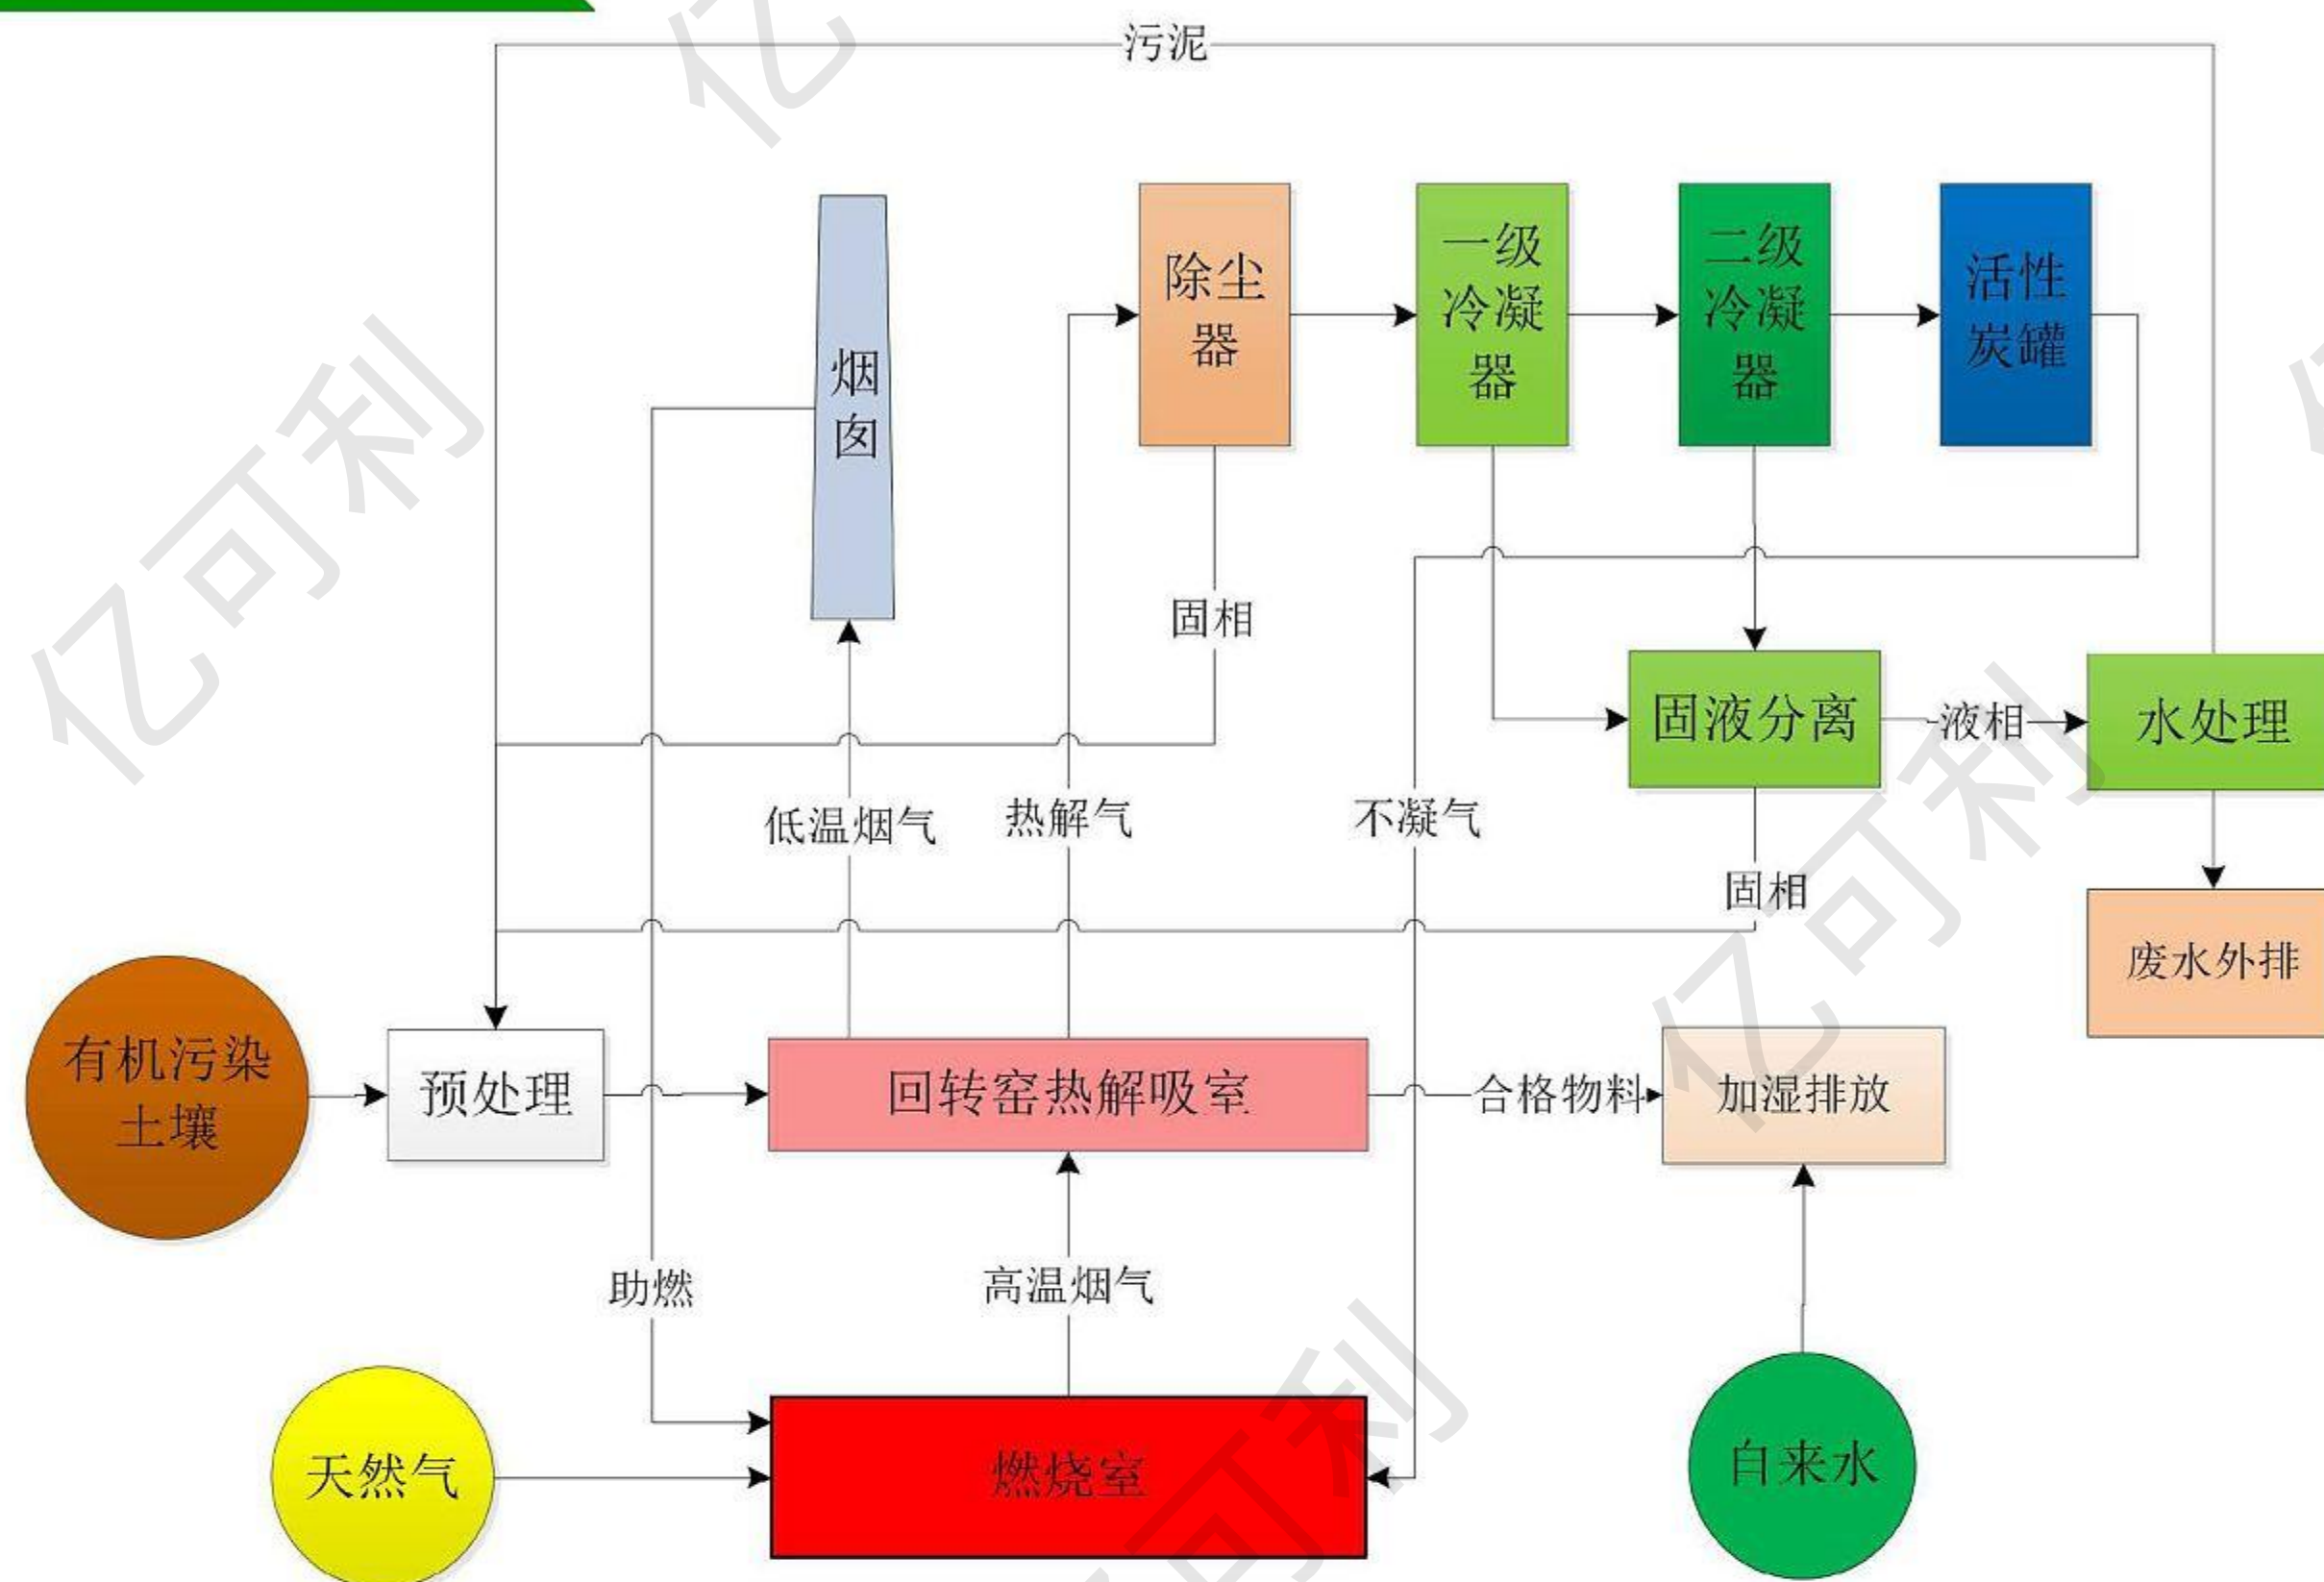 污泥
烟
囱
除尘
器
一级
冷凝
器
二级
冷凝
器
活性
炭罐
固相
固液分离
液相
水处理
低温烟气
热解气
不凝气
固相
废水外排
有机污染
土壤
预处理
回转窑热解吸室
合格物料
加湿排放
助燃
高温烟气
天然气
燃烧室
自来水
亿可利
亿可利